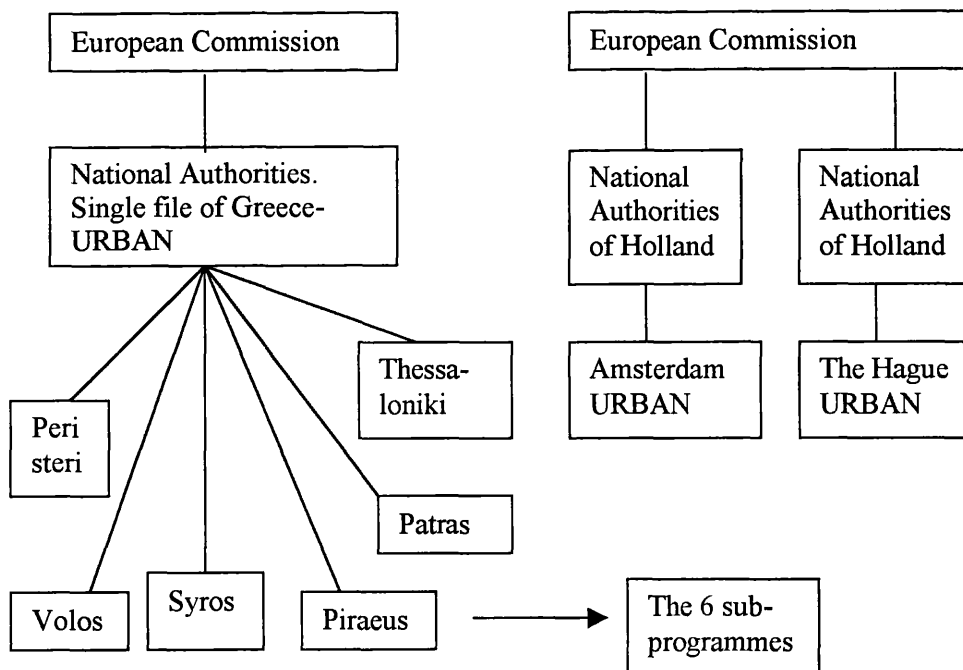 European Commission
National Authorities.
Single file of Greece-
URBAN
Thessa-
loniki
Peri
steri
Patras
Volos
Syros
Piraeus
The 6 sub-
programmes
European Commission
National
Authorities
of Holland
National
Authorities
of Holland
Amsterdam
URBAN
The Hague
URBAN